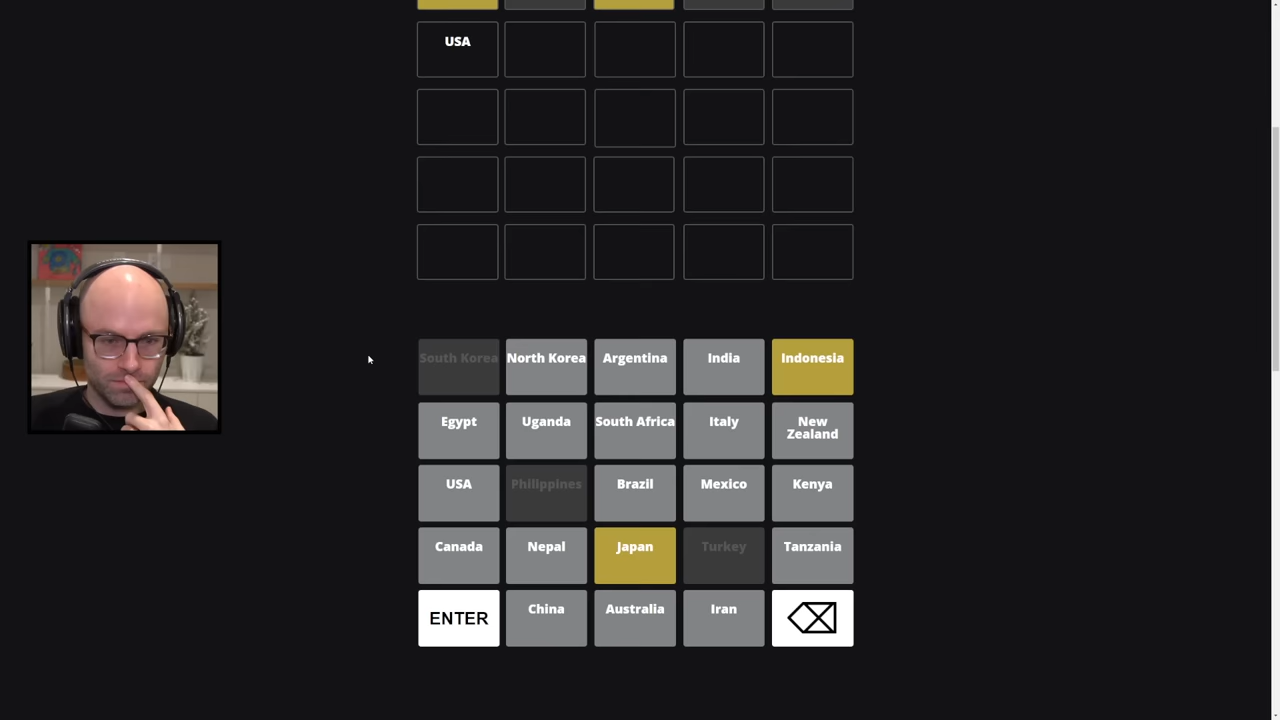 USA
South Korea North Korea Argentina India Indonesia
Egypt Uganda South Africa Italy New Zealand
USA Philippines Brazil Mexico Kenya
Canada Nepal Japan Turkey Tanzania
ENTER China Australia Iran